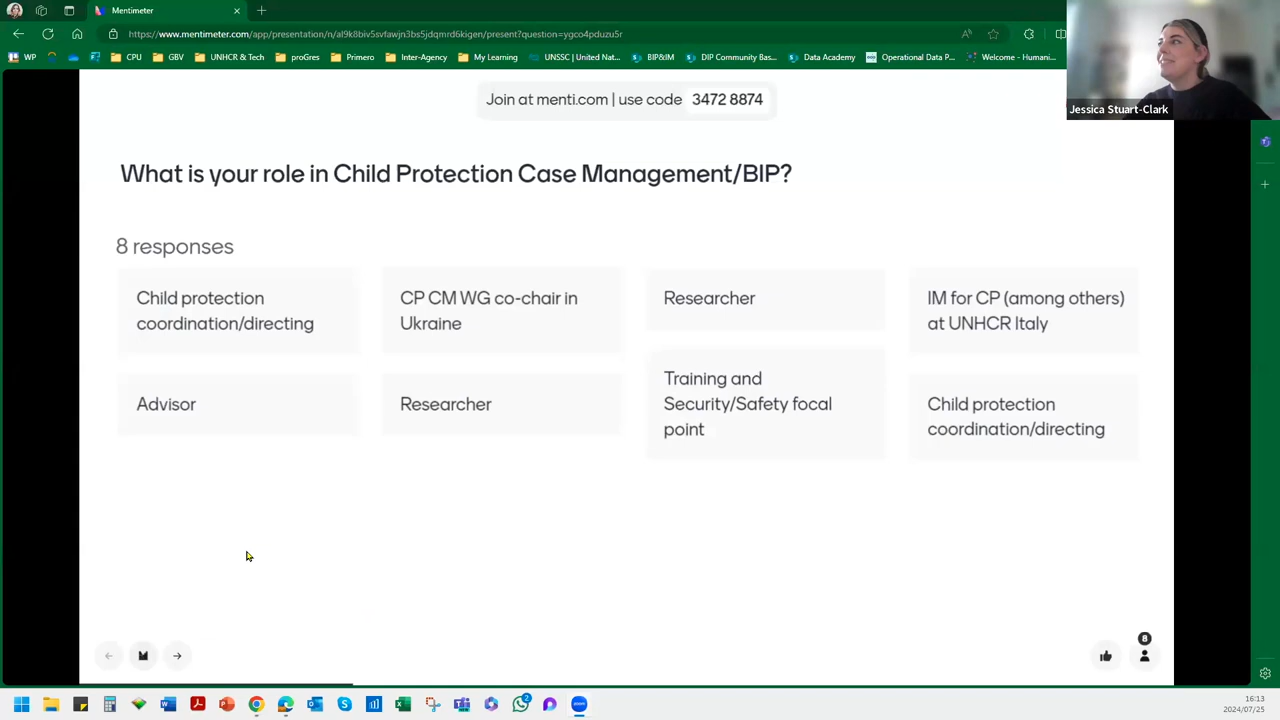 Mentimeter
https://www.mentimeter.com/app/presentation/n/al9k8biv5svfawjn3bs5jdqmrd6kigen/present?question=ygco4pduzu5r
WP
CPU
GBV
UNHCR & Tech
proGres
Primero
Inter-Agency
My Learning
UNSSC | United Nat...
BIP&IM
DIP Community Bas...
Data Academy
Operational Data P...
Welcome - Humani...
Jessica Stuart-Clark
Join at menti.com | use code 3472 8874
What is your role in Child Protection Case Management/BIP?
8 responses
Child protection
coordination/directing
CP CM WG co-chair in
Ukraine
Researcher
IM for CP (among others)
at UNHCR Italy
Advisor
Researcher
Training and
Security/Safety focal
point
Child protection
coordination/directing
8
2
16:13
2024/07/25